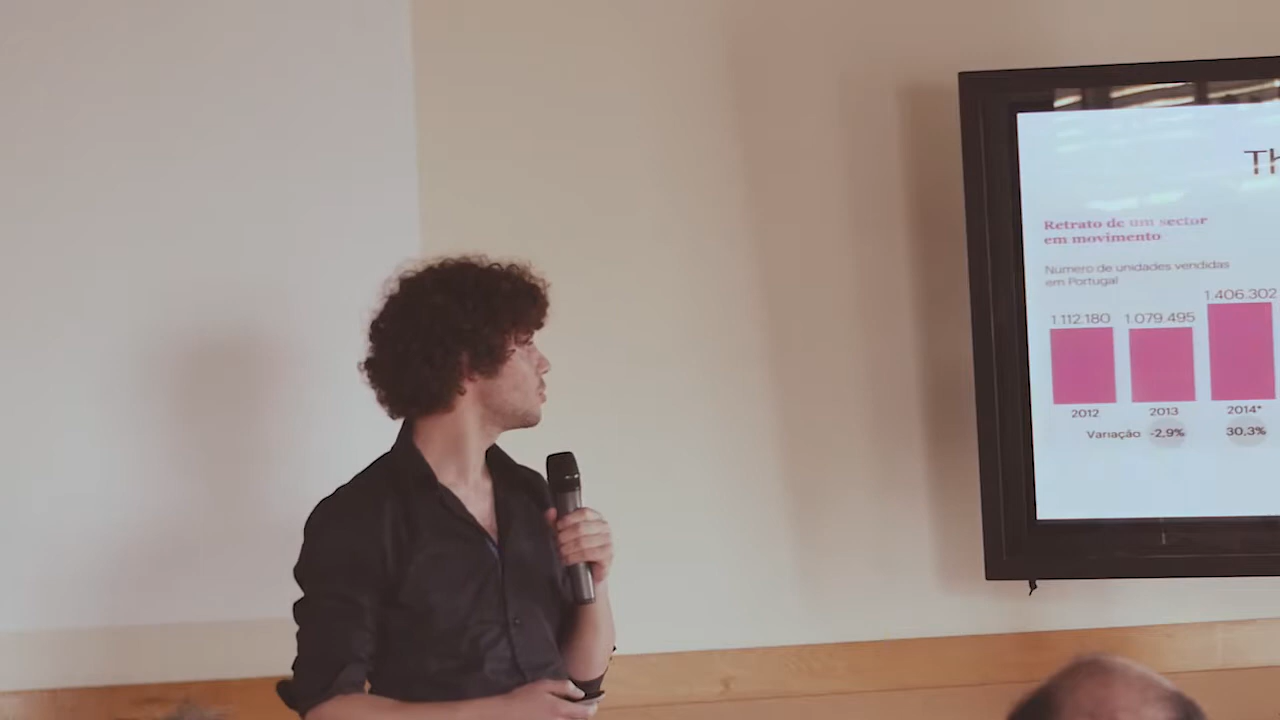 Th
Retrato de um sector
em movimento
Número de unidades vendidas
em Portugal
1.406.302
1.112.180 1.079.495
2012 2013 2014*
Variação -2,9% 30,3%